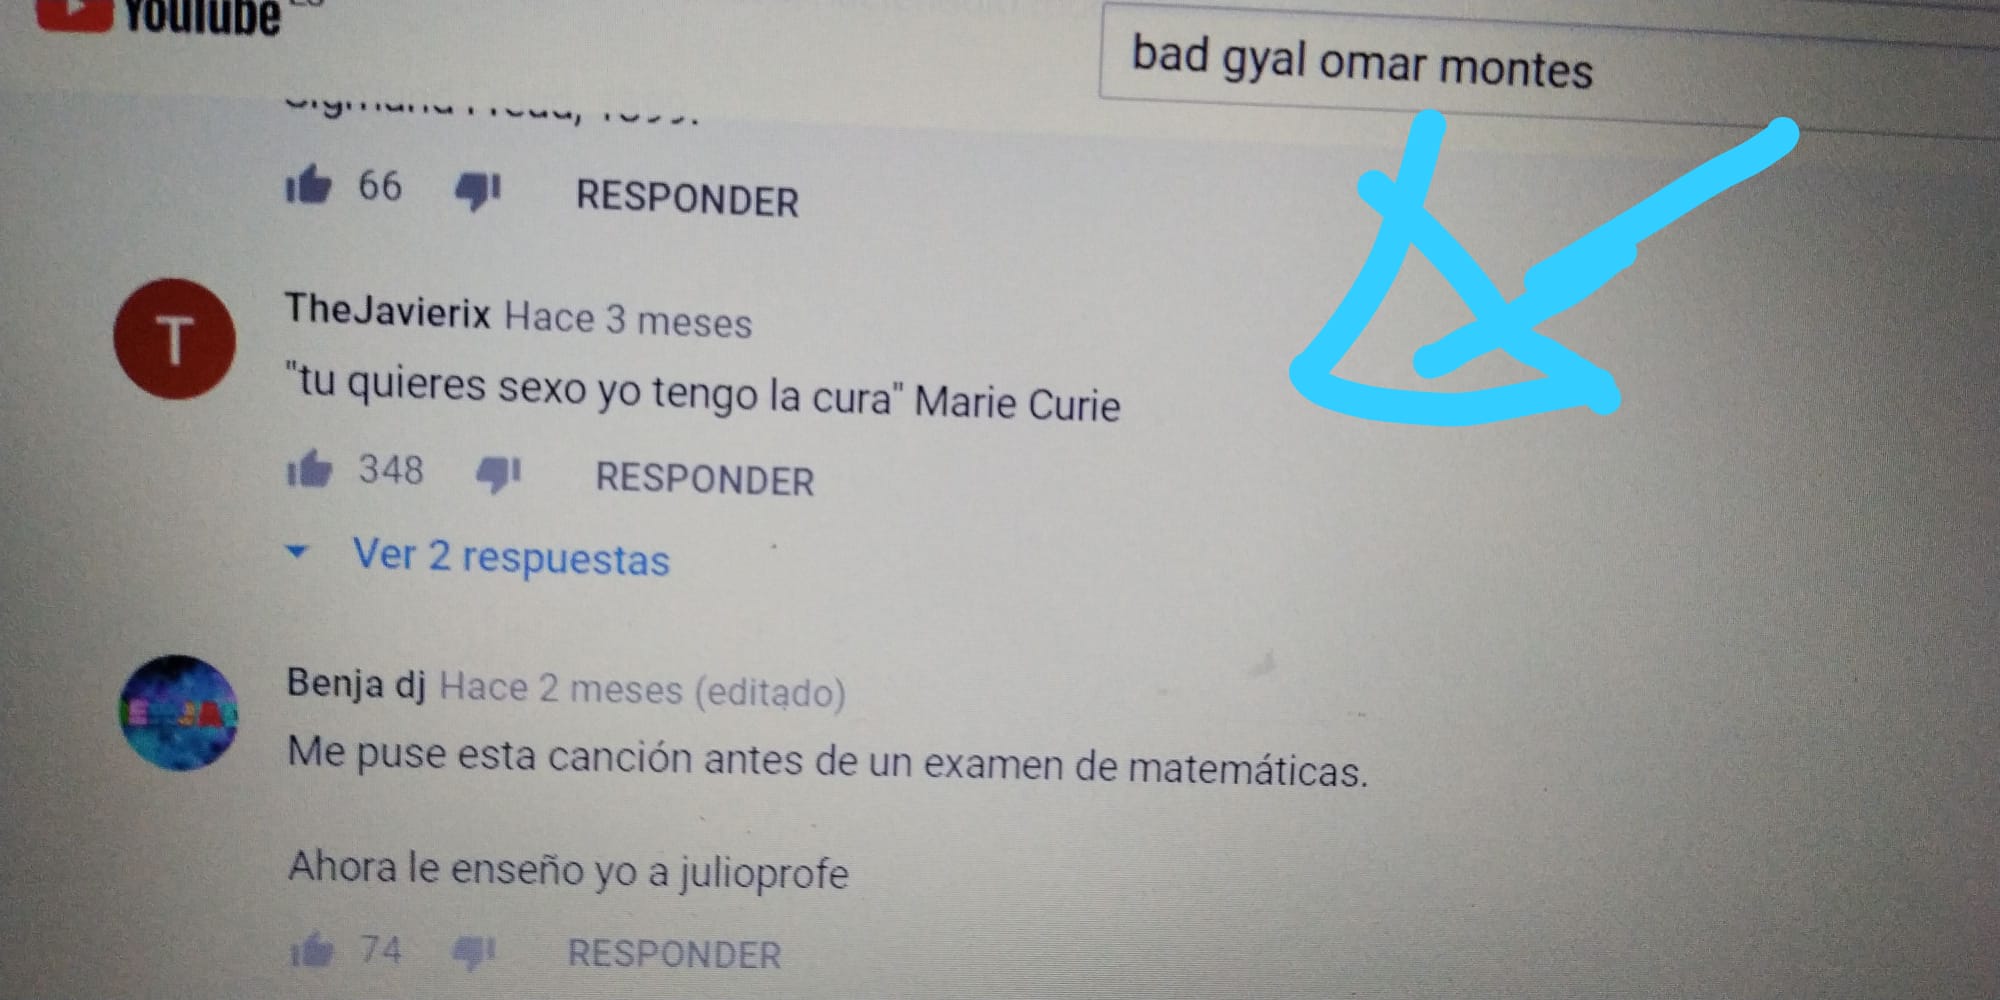 YouTube ES
bad gyal omar montes
66 RESPONDER
T
TheJavierix Hace 3 meses
"tu quieres sexo yo tengo la cura" Marie Curie
348 RESPONDER
Ver 2 respuestas
Benja dj Hace 2 meses (editado)
Me puse esta canción antes de un examen de matemáticas.
Ahora le enseño yo a julioprofe
74 RESPONDER